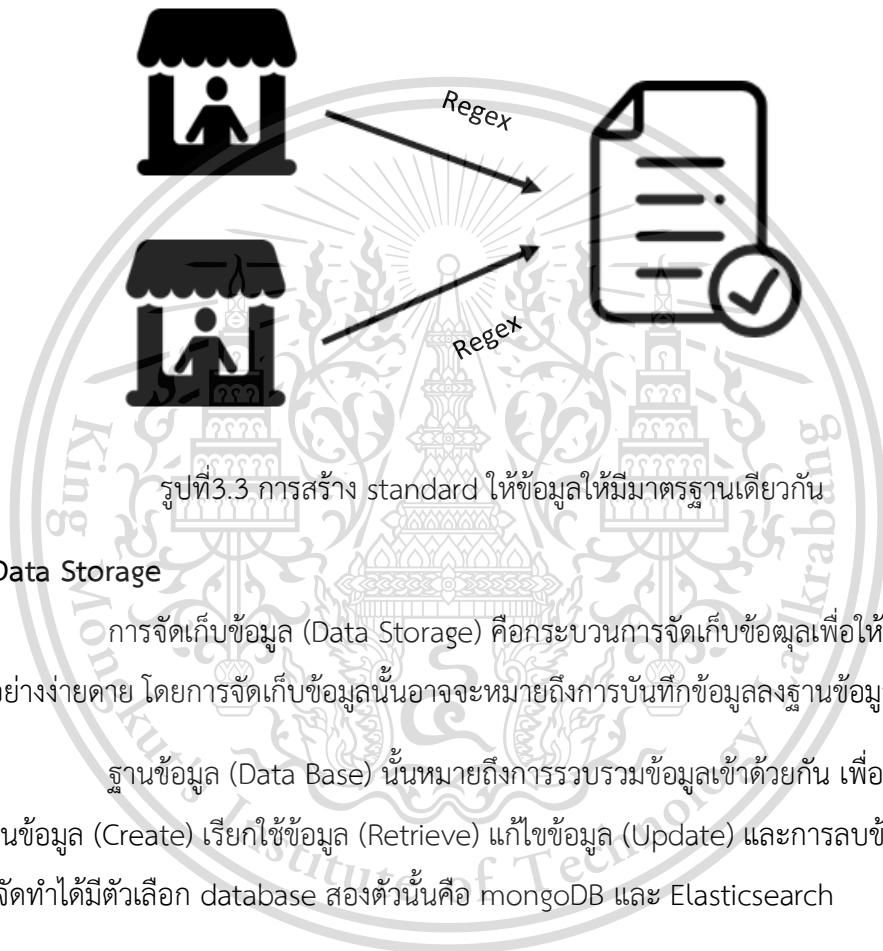 Regex
Regex
รูปที่3.3 การสร้าง standard ให้ข้อมูลให้มีมาตรฐานเดียวกัน
Data Storage
การจัดเก็บข้อมูล (Data Storage) คือกระบวนการจัดเก็บข้อฒุลเพื่อให้
อย่างง่ายดาย โดยการจัดเก็บข้อมูลนั้นอาจจะหมายถึงการบันทึกข้อมูลลงฐานข้อมู
ฐานข้อมูล (Data Base) นั้นหมายถึงการรวบรวมข้อมูลเข้าด้วยกัน เพื่อ
นข้อมูล (Create) เรียกใช้ข้อมูล (Retrieve) แก้ไขข้อมูล (Update) และการลบข้
จัดทำได้มีตัวเลือก database สองตัวนั้นคือ mongoDB และ Elasticsearch
King Mongkut's Institute of Technology Ladkrabang